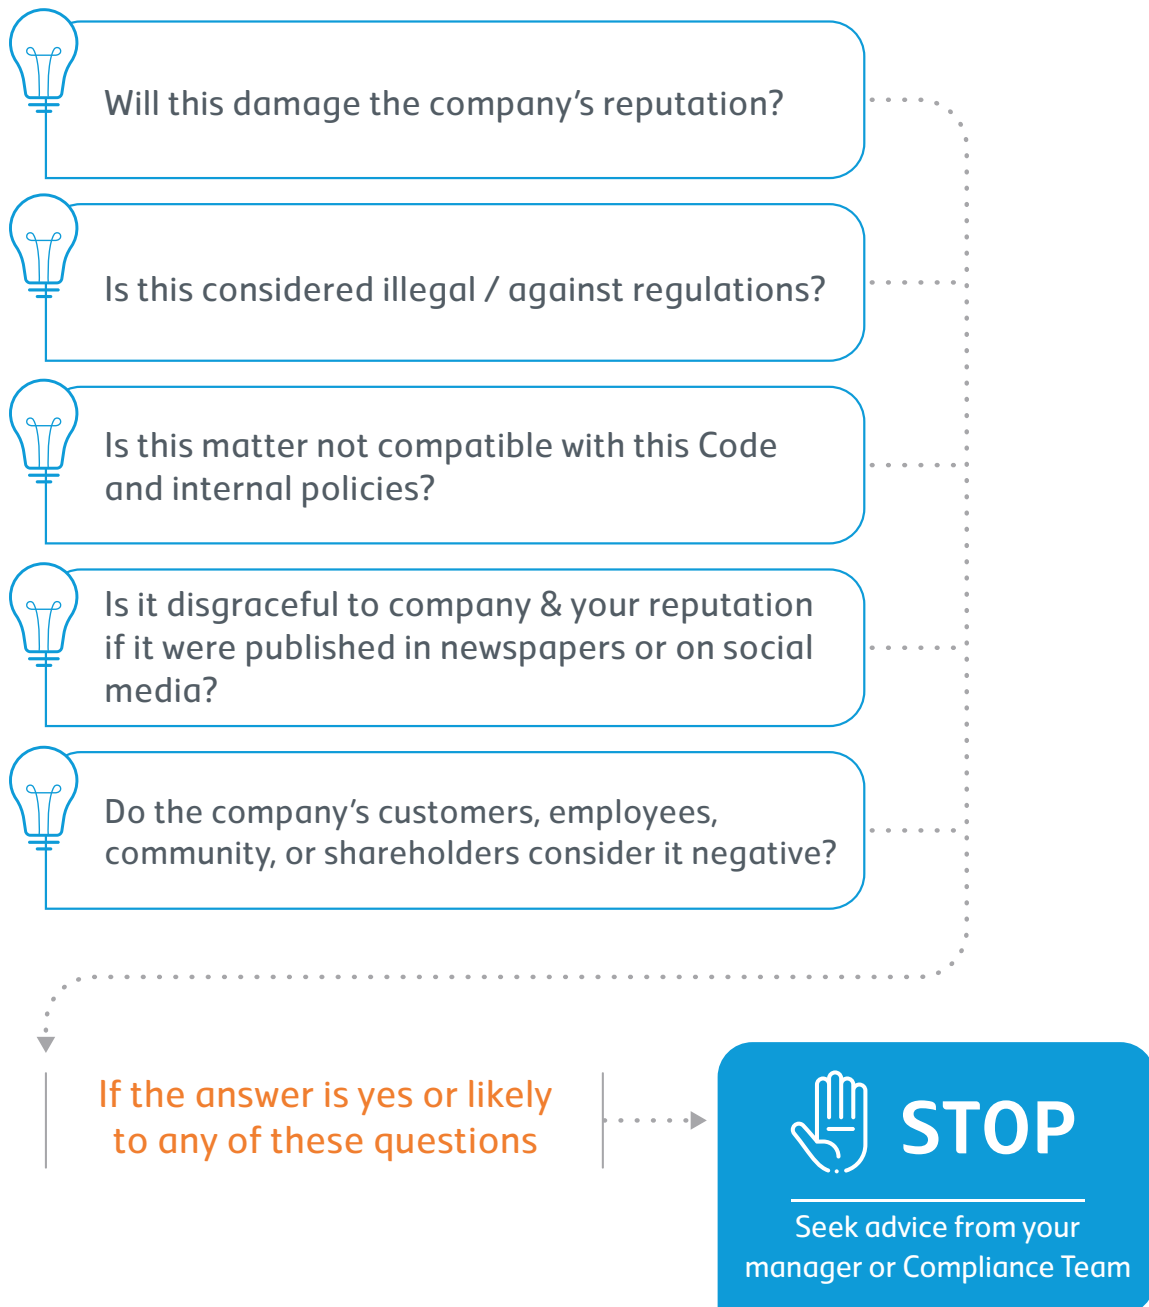 Will this damage the company’s reputation?
Is this considered illegal / against regulations?
Is this matter not compatible with this Code
and internal policies?
Is it disgraceful to company & your reputation
if it were published in newspapers or on social
media?
Do the company’s customers, employees,
community, or shareholders consider it negative?
If the answer is yes or likely
to any of these questions
STOP
Seek advice from your
manager or Compliance Team